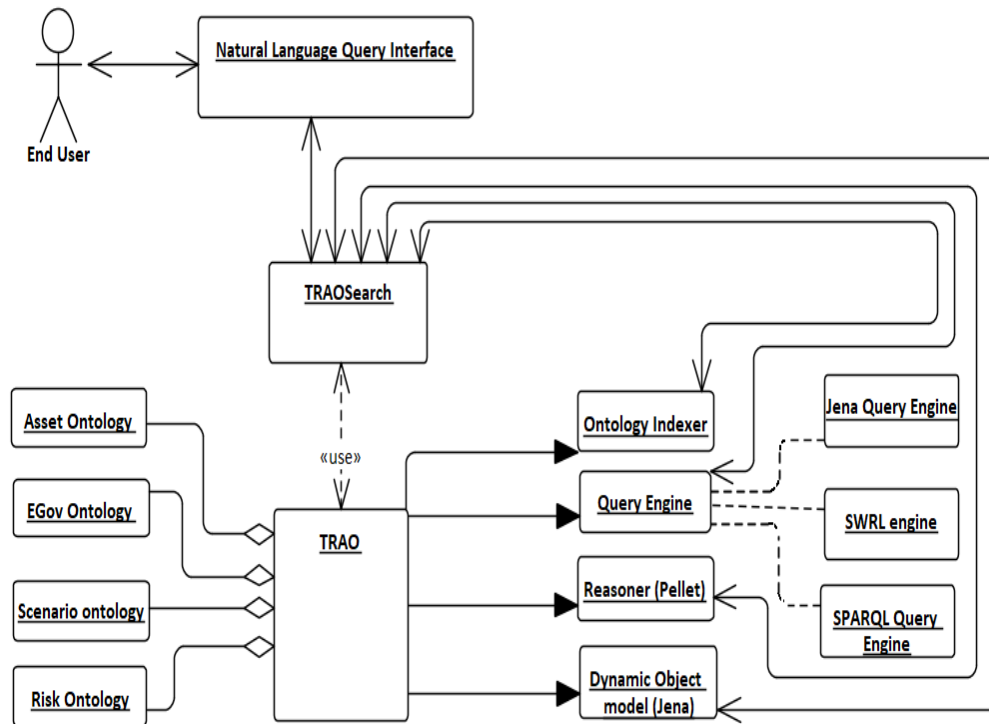 Natural Language Query Interface
End User
TRAOSearch
«use»
Asset Ontology
EGov Ontology
Scenario ontology
Risk Ontology
TRAO
Ontology Indexer
Query Engine
Reasoner (Pellet)
Dynamic Object
model (Jena)
Jena Query Engine
SWRL engine
SPARQL Query
Engine